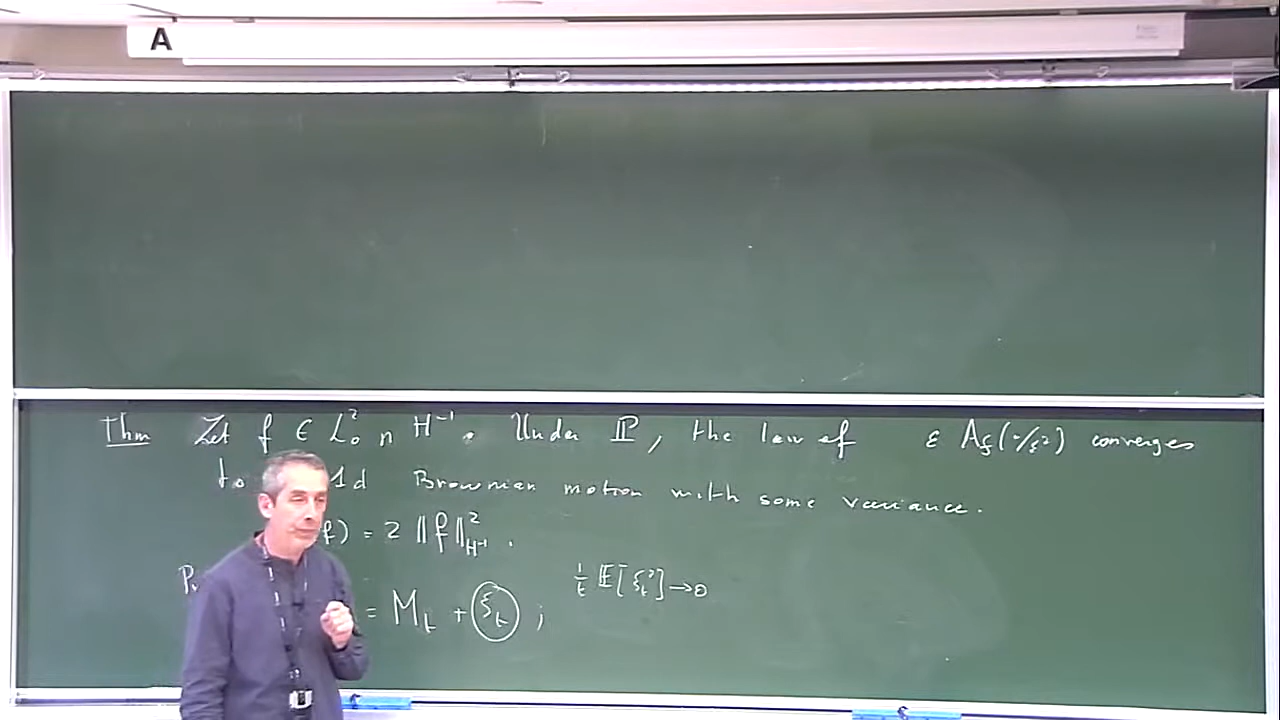 A
Thm Let f ∈ L²₀ ∩ H⁻¹. Under ℙ, the law of ε A_f(·/ε²) converges
to 1d Brownian motion with some variance.
f) = 2 ‖f‖²_{H⁻¹}.
= M_t + ξ_t ; 1/t 𝔼[ξ_t²] → 0